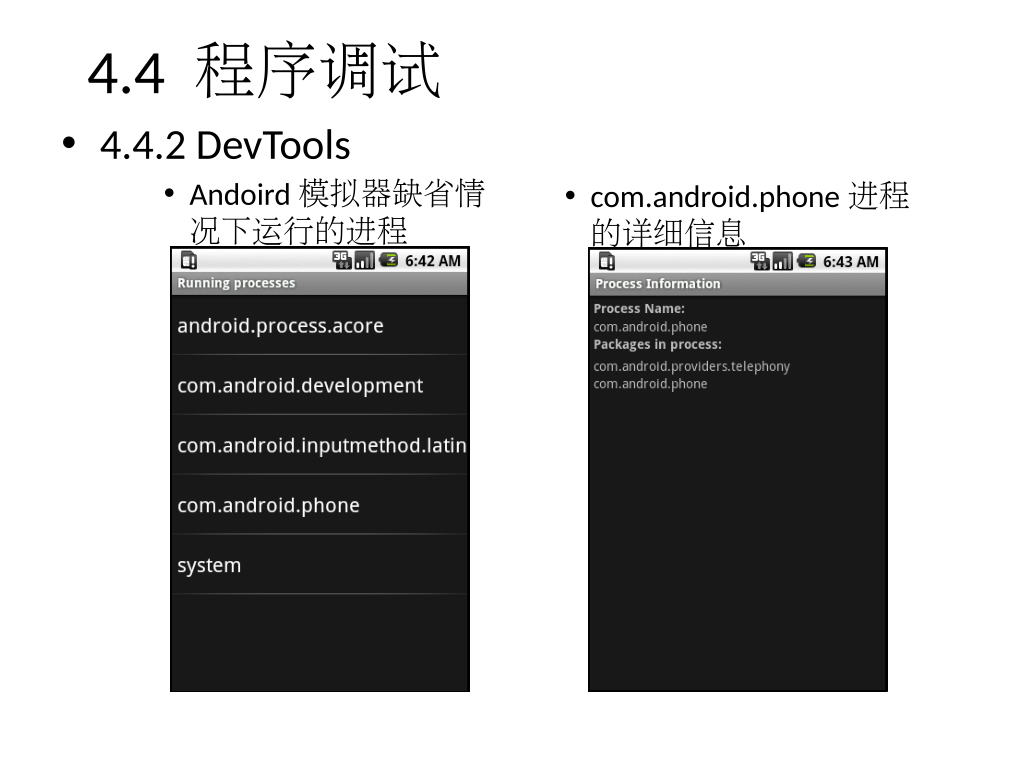 4.4 程序调试
• 4.4.2 DevTools
• Andoird 模拟器缺省情
况下运行的进程
6:42 AM
Running processes
android.process.acore
com.android.development
com.android.inputmethod.latin
com.android.phone
system
• com.android.phone 进程
的详细信息
3G
6:43 AM
Process Information
Process Name:
com.android.phone
Packages in process:
com.android.providers.telephony
com.android.phone